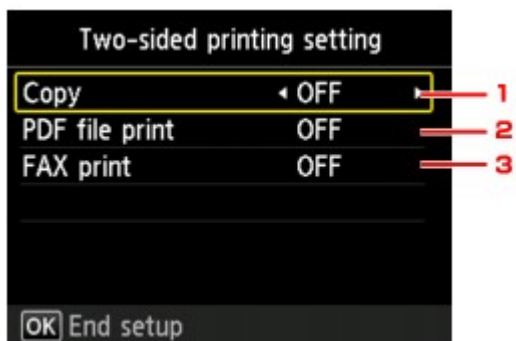 Two-sided printing setting
Copy OFF 1
PDF file print OFF 2
FAX print OFF 3
OK End setup